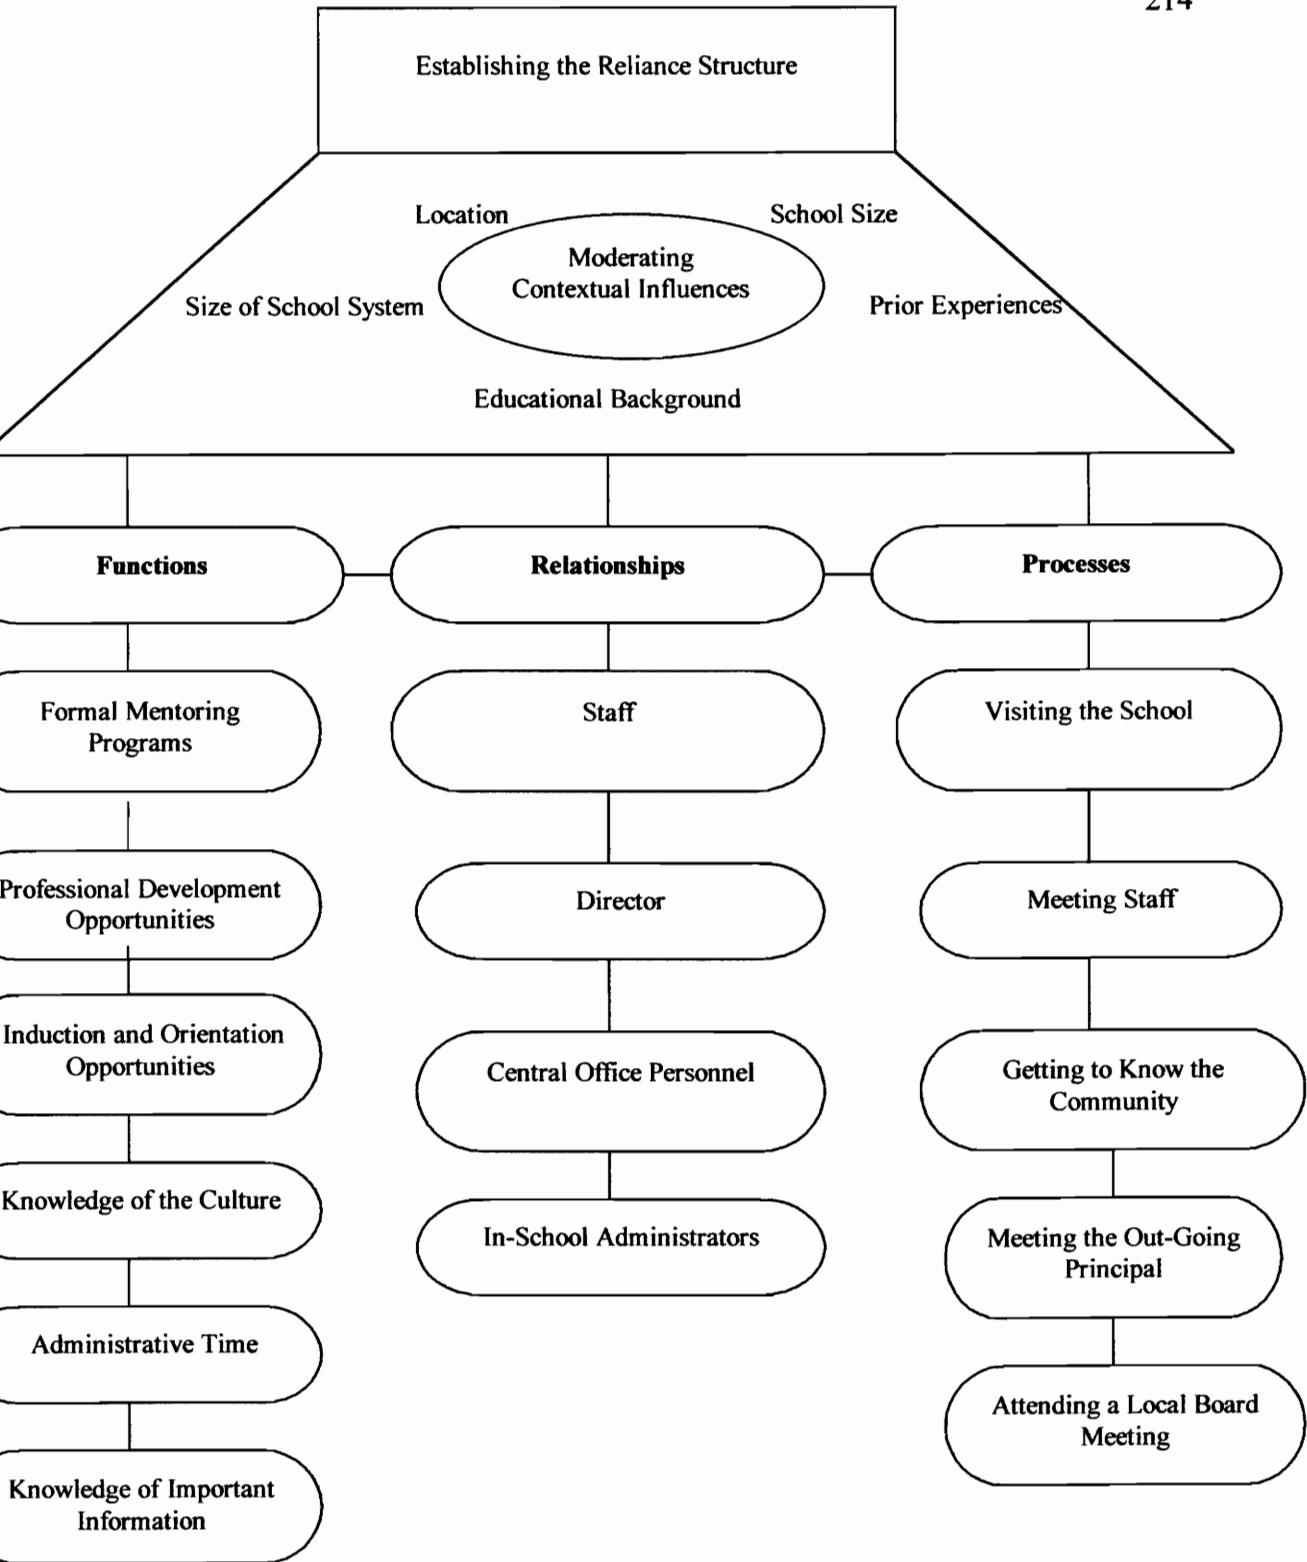 214
Establishing the Reliance Structure
Location
School Size
Moderating
Contextual Influences
Size of School System
Prior Experiences
Educational Background
Functions
Relationships
Processes
Formal Mentoring
Programs
Staff
Visiting the School
Professional Development
Opportunities
Director
Meeting Staff
Induction and Orientation
Opportunities
Central Office Personnel
Getting to Know the
Community
Knowledge of the Culture
In-School Administrators
Meeting the Out-Going
Principal
Administrative Time
Attending a Local Board
Meeting
Knowledge of Important
Information